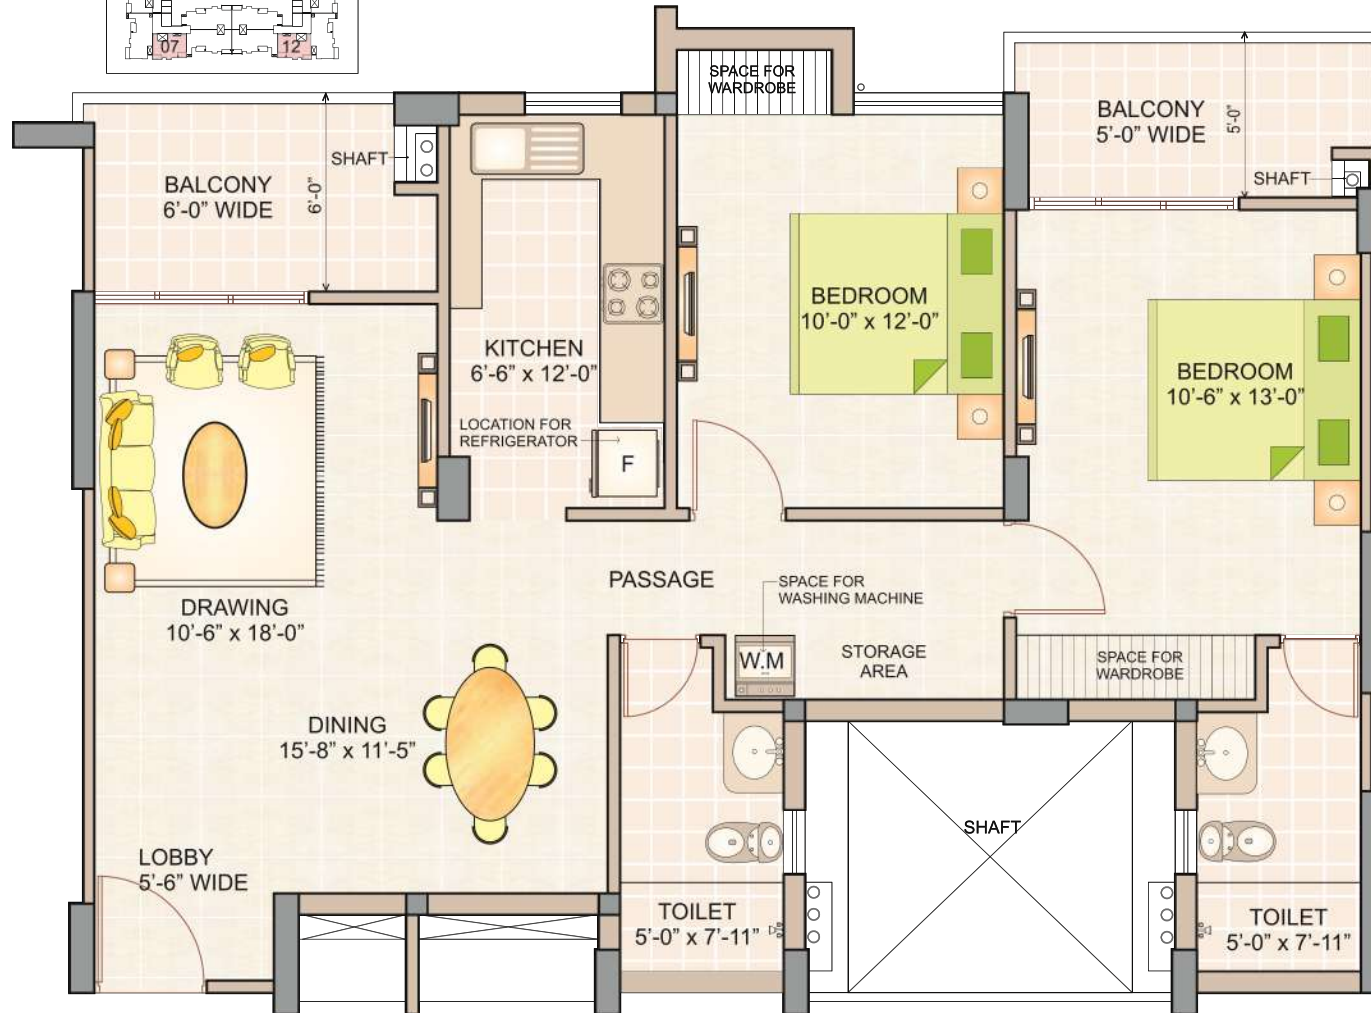 07
12
SPACE FOR
WARDROBE
BALCONY
5'-0" WIDE
5'-0"
SHAFT
BALCONY
6'-0" WIDE
6'-0"
SHAFT
KITCHEN
6'-6" x 12'-0"
LOCATION FOR
REFRIGERATOR
F
BEDROOM
10'-0" x 12'-0"
BEDROOM
10'-6" x 13'-0"
DRAWING
10'-6" x 18'-0"
PASSAGE
SPACE FOR
WASHING MACHINE
W.M
STORAGE
AREA
SPACE FOR
WARDROBE
DINING
15'-8" x 11'-5"
LOBBY
5'-6" WIDE
SHAFT
TOILET
5'-0" x 7'-11"
TOILET
5'-0" x 7'-11"